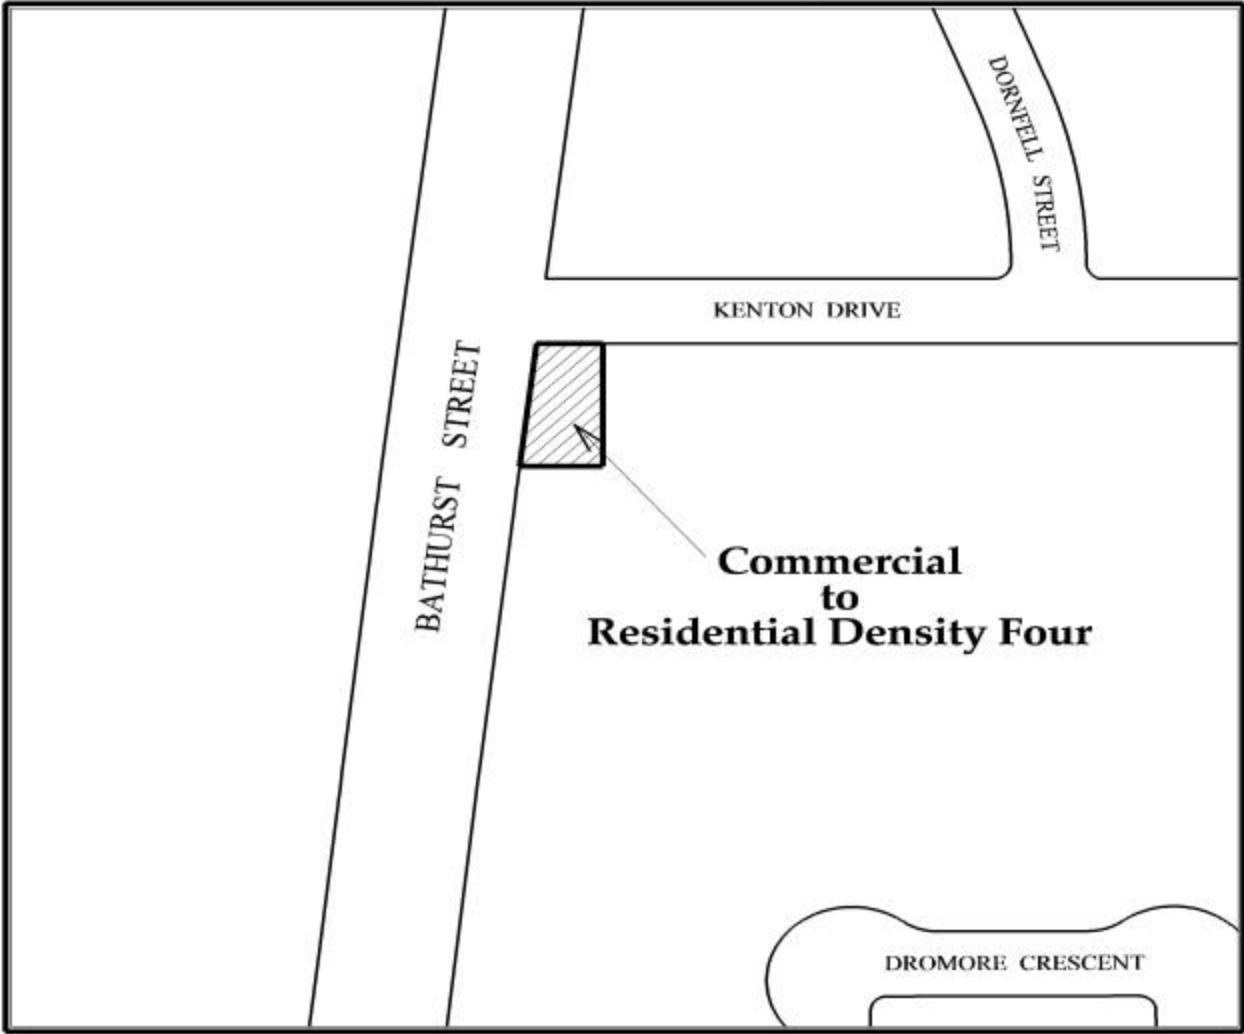 DORNFELL STREET
KENTON DRIVE
BATHURST STREET
Commercial
to
Residential Density Four
DROMORE CRESCENT